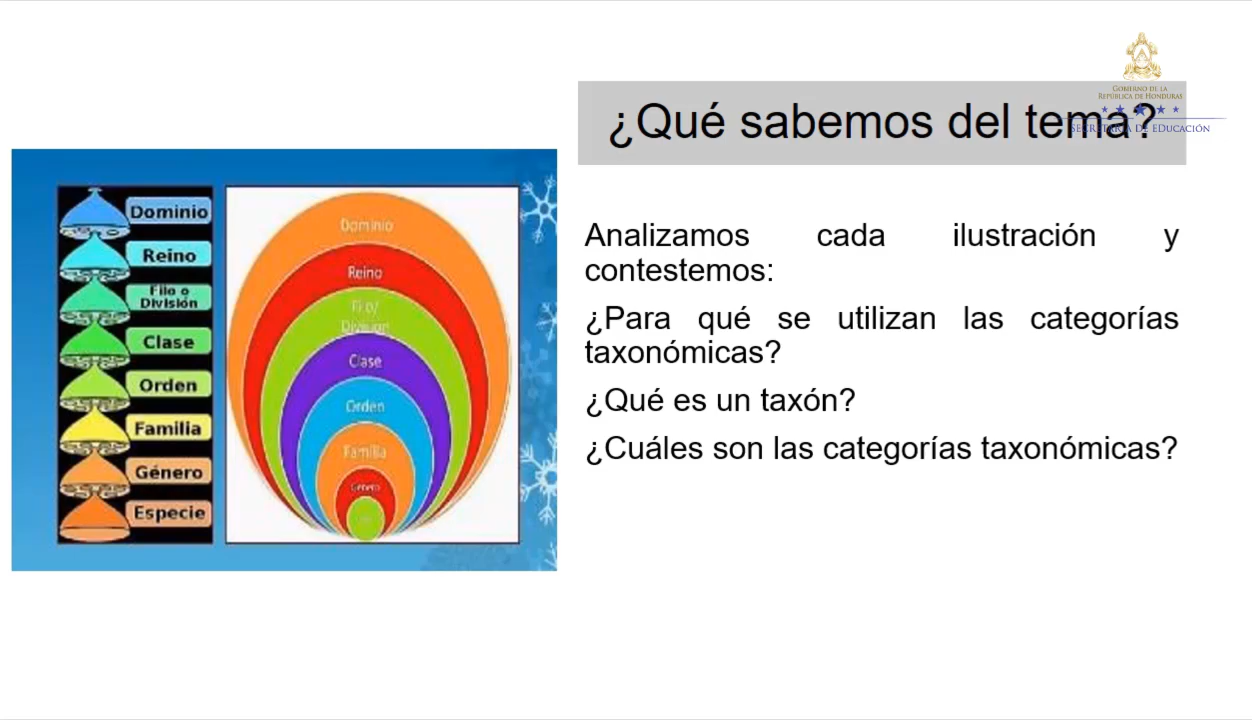 GOBIERNO DE LA
REPÚBLICA DE HONDURAS
SECRETARÍA DE EDUCACIÓN
¿Qué sabemos del tema?
Dominio
Reino
Filo o
División
Clase
Orden
Familia
Género
Especie
Dominio
Reino
Filo/
División
Clase
Orden
Familia
Género
Analizamos cada ilustración y
contestemos:
¿Para qué se utilizan las categorías
taxonómicas?
¿Qué es un taxón?
¿Cuáles son las categorías taxonómicas?